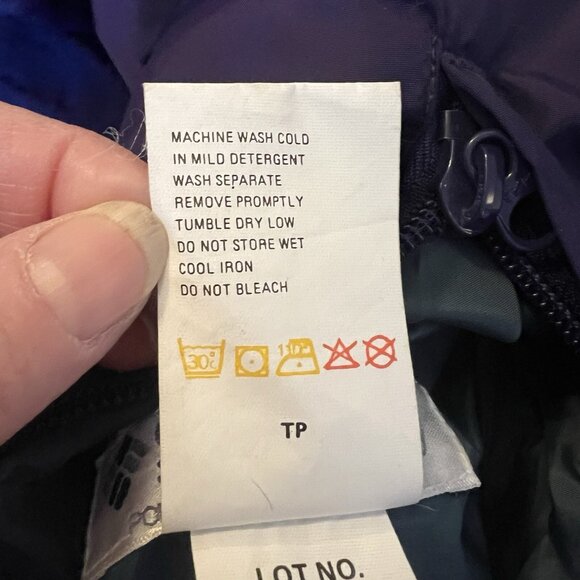 MACHINE WASH COLD
IN MILD DETERGENT
WASH SEPARATE
REMOVE PROMPTLY
TUMBLE DRY LOW
DO NOT STORE WET
COOL IRON
DO NOT BLEACH
30°C
TP
LOT NO.